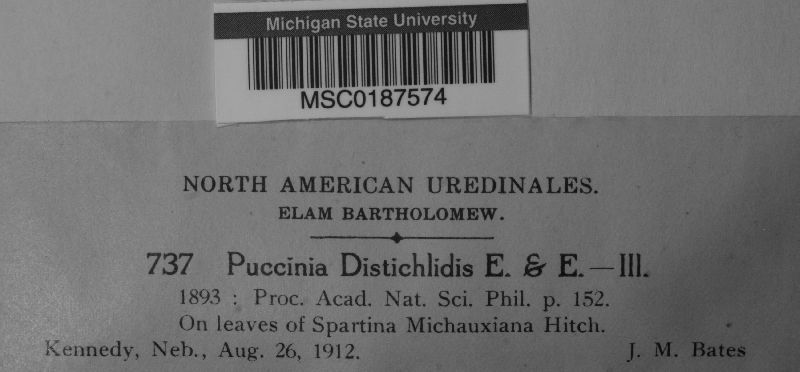 Michigan State University
MSC0187574
NORTH AMERICAN UREDINALES.
ELAM BARTHOLOMEW.
737 Puccinia Distichlidis E. & E.—III.
1893 : Proc. Acad. Nat. Sci. Phil. p. 152.
On leaves of Spartina Michauxiana Hitch.
Kennedy, Neb., Aug. 26, 1912. J. M. Bates